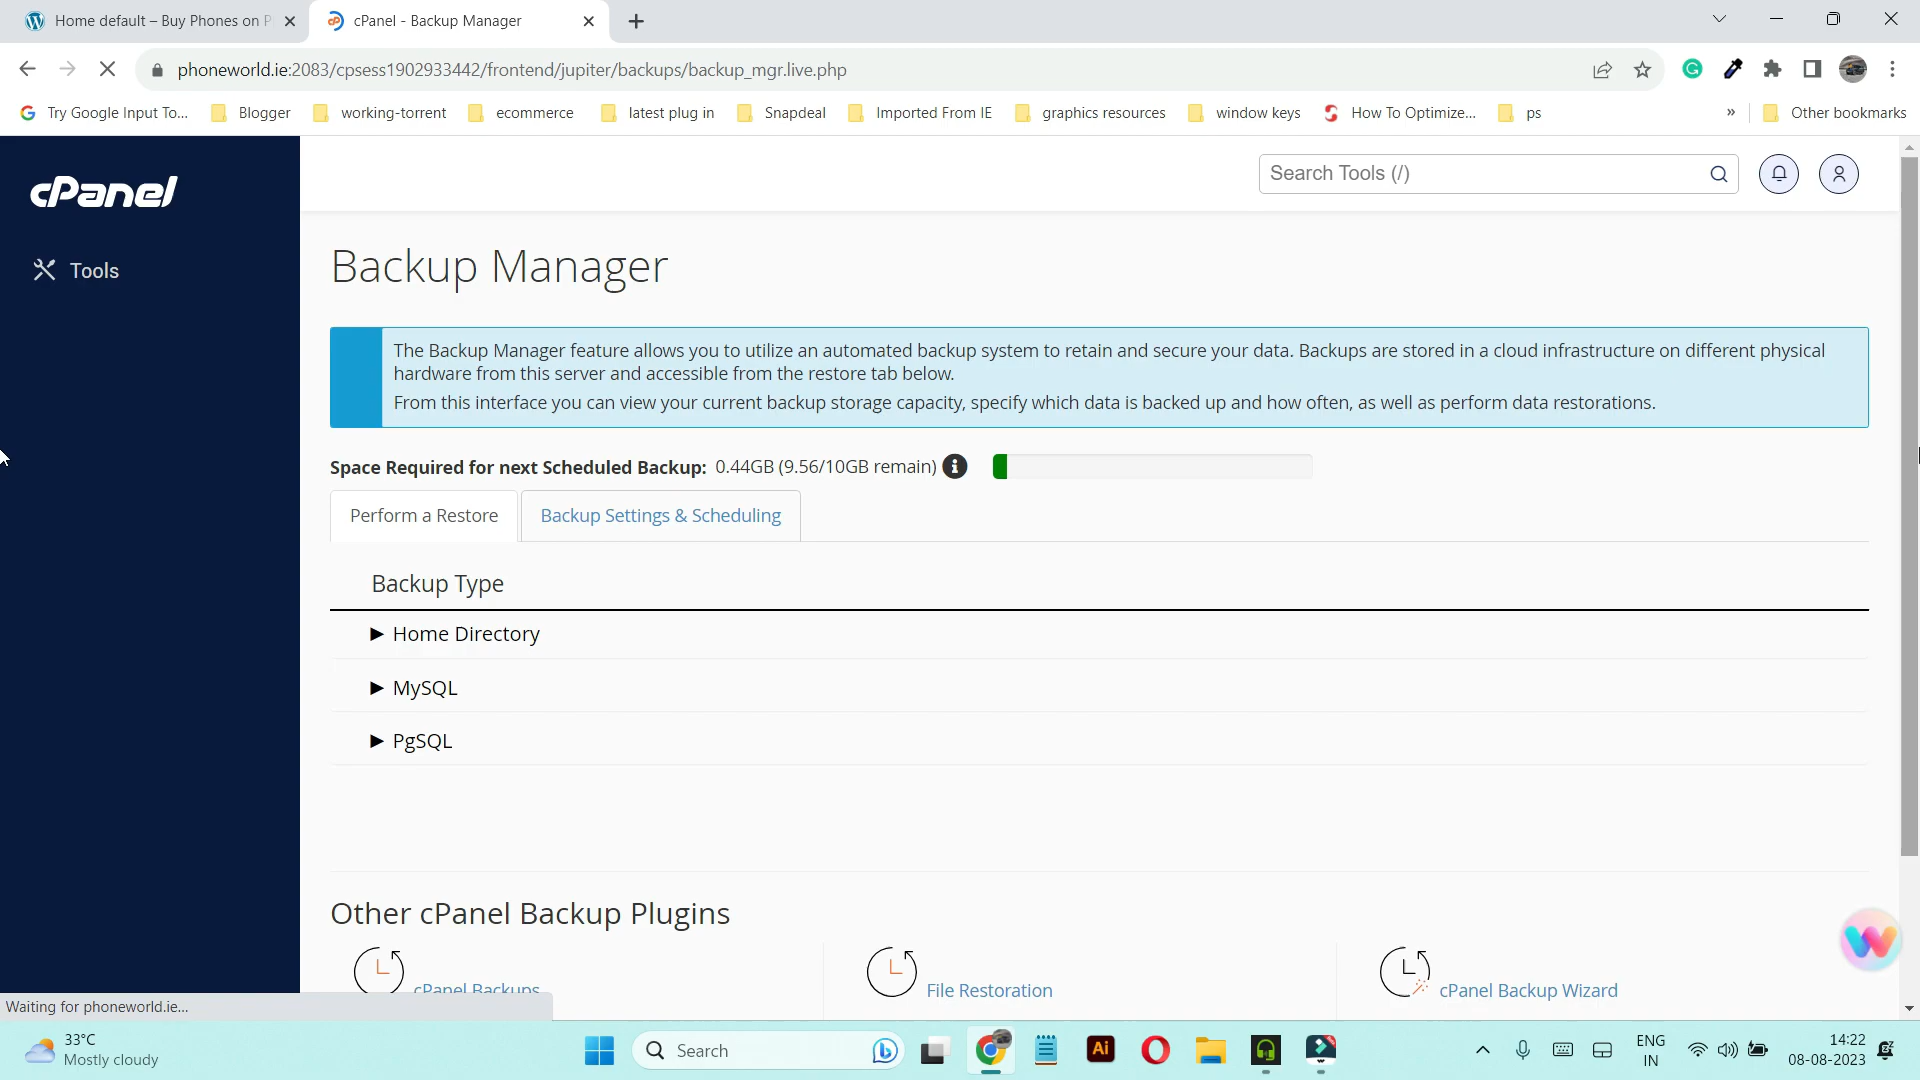 Home default – Buy Phones on P
cPanel - Backup Manager
phoneworld.ie:2083/cpsess1902933442/frontend/jupiter/backups/backup_mgr.live.php
Try Google Input To...
Blogger
working-torrent
ecommerce
latest plug in
Snapdeal
Imported From IE
graphics resources
window keys
How To Optimize...
ps
»
Other bookmarks
cPanel
Search Tools (/)
Tools
Backup Manager
The Backup Manager feature allows you to utilize an automated backup system to retain and secure your data. Backups are stored in a cloud infrastructure on different physical
hardware from this server and accessible from the restore tab below.
From this interface you can view your current backup storage capacity, specify which data is backed up and how often, as well as perform data restorations.
Space Required for next Scheduled Backup: 0.44GB (9.56/10GB remain)
Perform a Restore
Backup Settings & Scheduling
Backup Type
► Home Directory
► MySQL
► PgSQL
Other cPanel Backup Plugins
cPanel Backups
File Restoration
cPanel Backup Wizard
Waiting for phoneworld.ie...
33°C
Mostly cloudy
Search
Ai
ENG
IN
14:22
08-08-2023